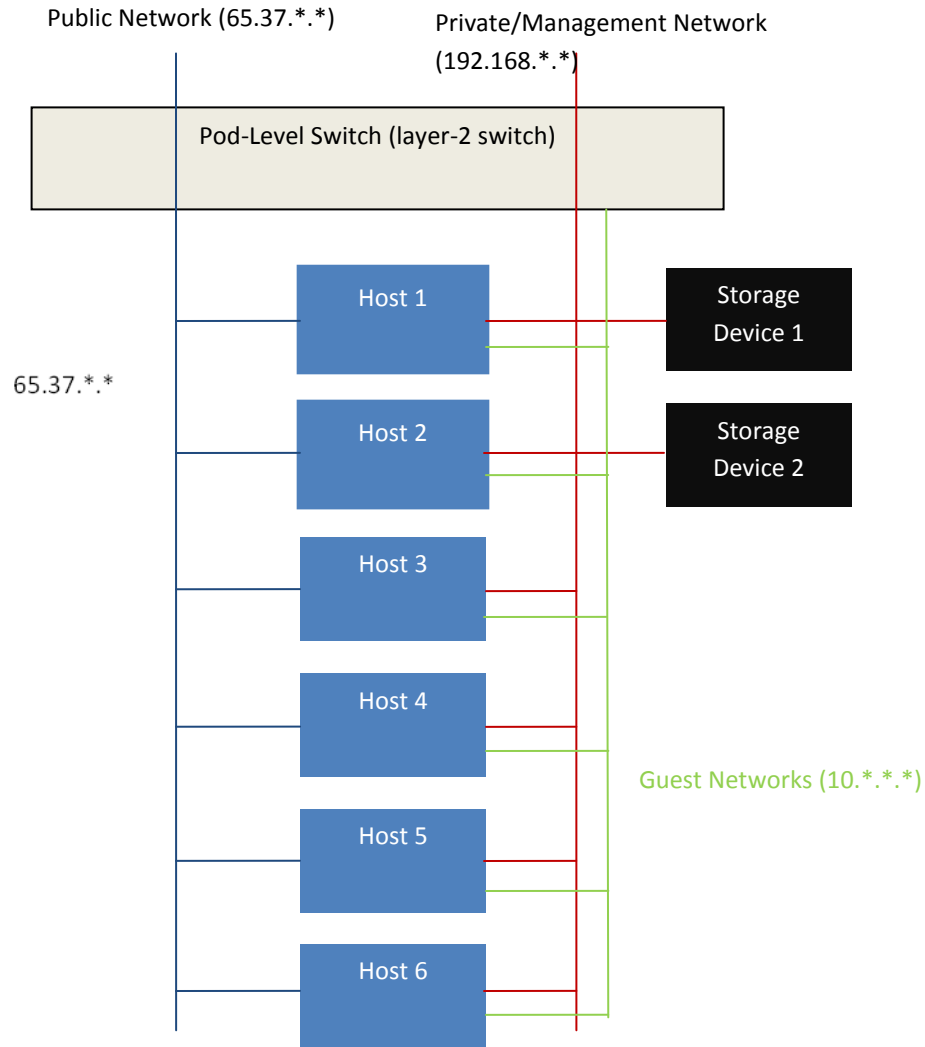 Public Network (65.37.*.*)
Private/Management Network
(192.168.*.*)
Pod-Level Switch (layer-2 switch)
Host 1
Storage
Device 1
65.37.*.*
Host 2
Storage
Device 2
Host 3
Host 4
Guest Networks (10.*.*.*)
Host 5
Host 6